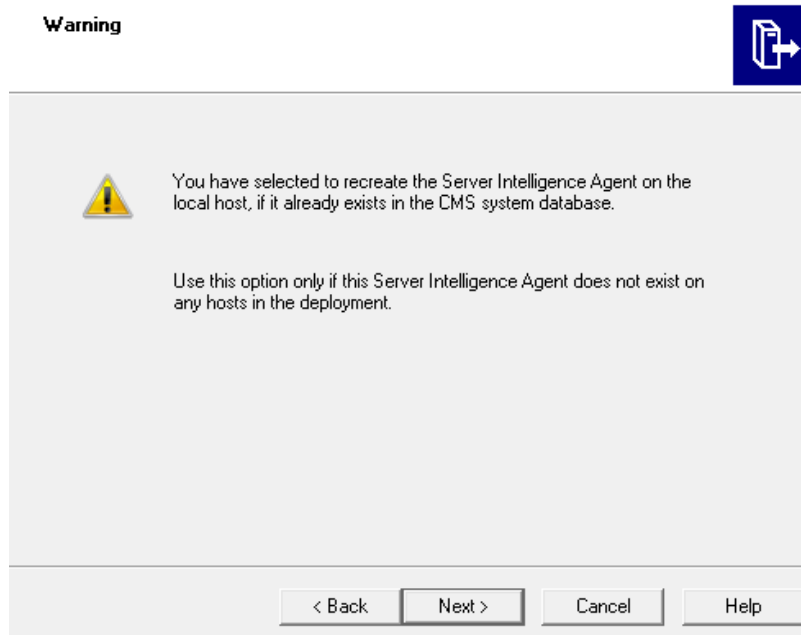 Warning
You have selected to recreate the Server Intelligence Agent on the
local host, if it already exists in the CMS system database.
Use this option only if this Server Intelligence Agent does not exist on
any hosts in the deployment.
< Back
Next >
Cancel
Help